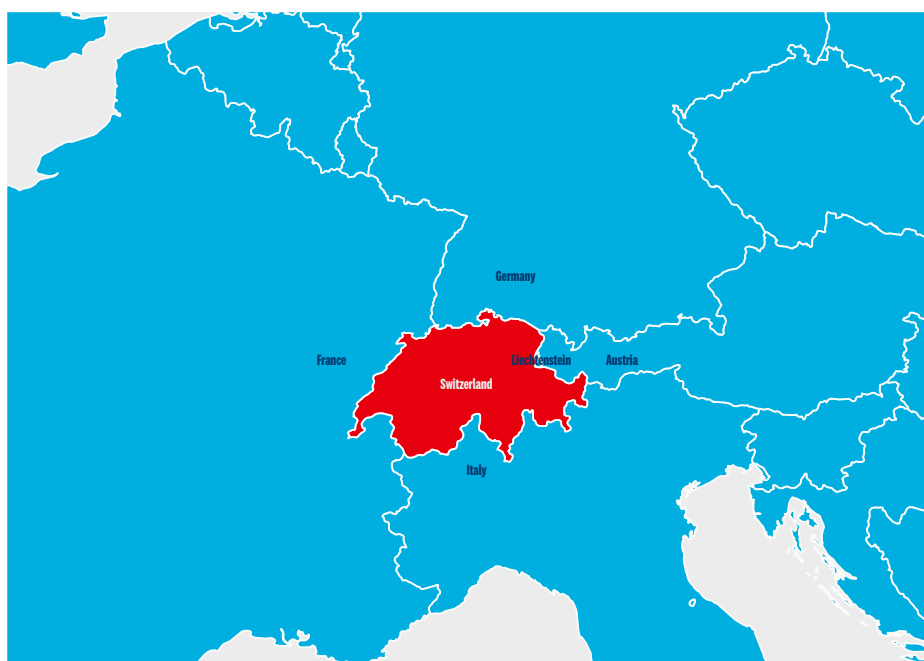 Germany
France
Liechtenstein
Austria
Switzerland
Italy